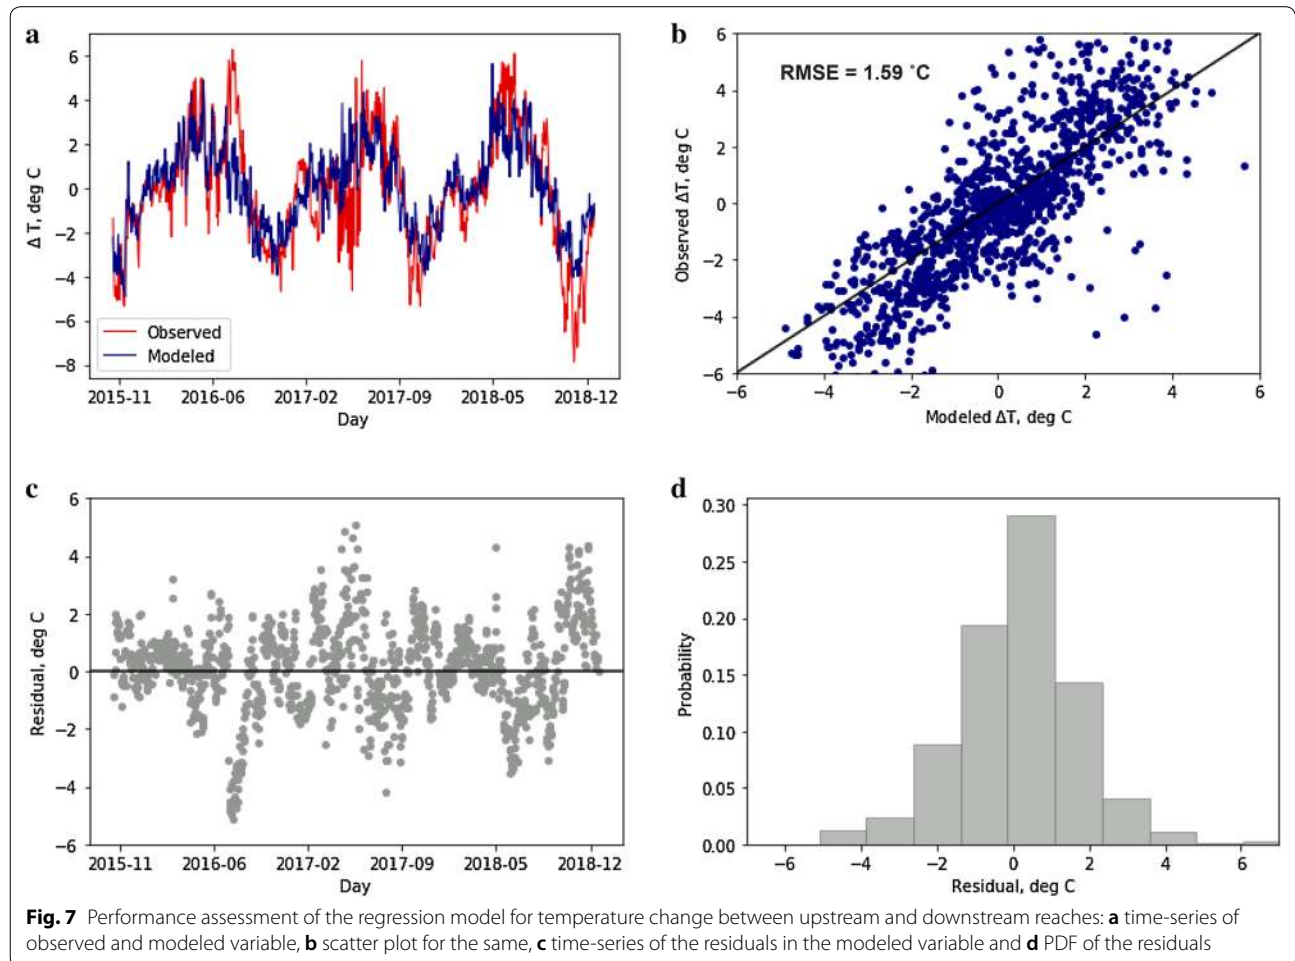 a
6
4
2
0
−2
−4
−6
−8
Δ T, deg C
Observed
Modeled
2015-11 2016-06 2017-02 2017-09 2018-05 2018-12
Day
b
6
4
2
0
−2
−4
−6
Observed ΔT, deg C
RMSE = 1.59 ˚C
−6 −4 −2 0 2 4 6
Modeled ΔT, deg C
c
6
4
2
0
−2
−4
−6
Residual, deg C
2015-11 2016-06 2017-02 2017-09 2018-05 2018-12
Day
d
0.30
0.25
0.20
0.15
0.10
0.05
0.00
Probability
−6 −4 −2 0 2 4 6
Residual, deg C
Fig. 7 Performance assessment of the regression model for temperature change between upstream and downstream reaches: a time-series of
observed and modeled variable, b scatter plot for the same, c time-series of the residuals in the modeled variable and d PDF of the residuals